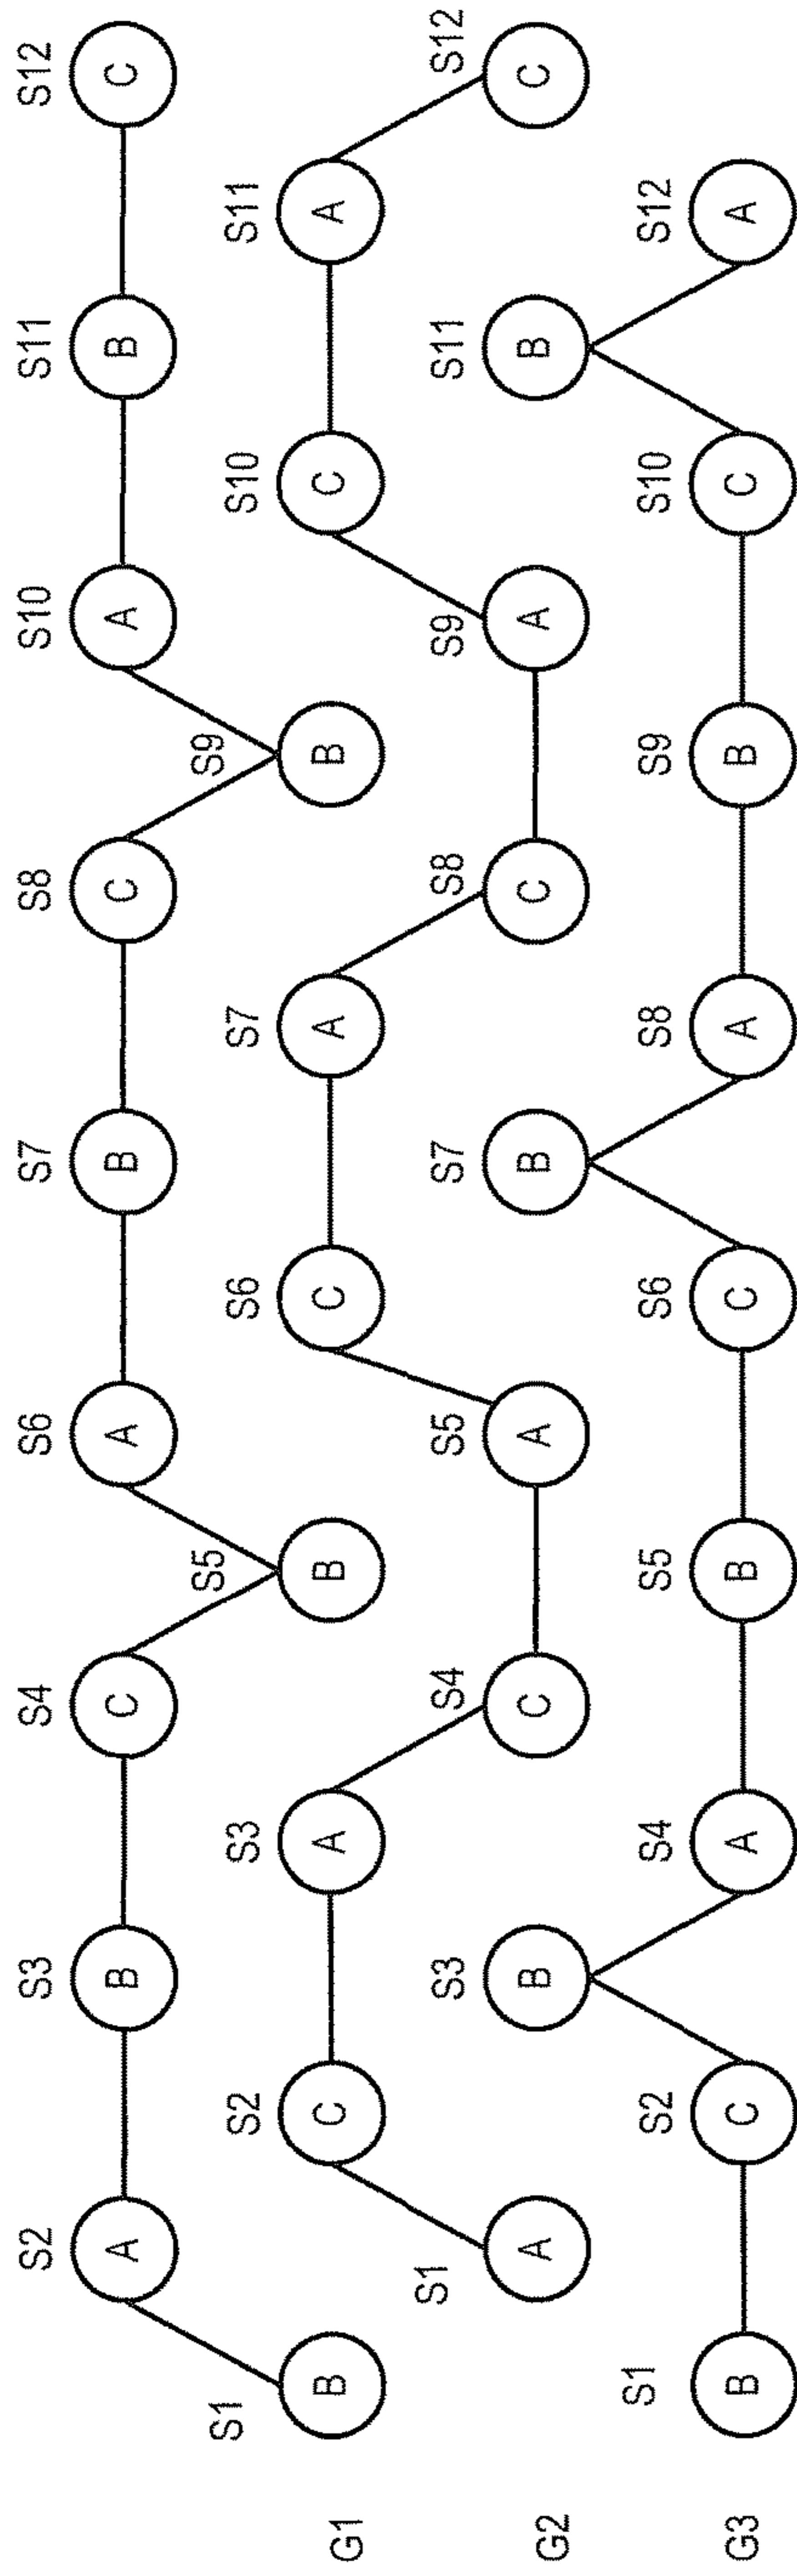 S2 S3 S4 S6 S7 S8 S10 S11 S12
A B C A B C A B C
S1 S2 S3 S5 S6 S7 S9 S10 S11
G1 B C A B C A B C A
S1 S3 S4 S5 S7 S8 S9 S11 S12
G2 A B C A B C A B C
S1 S2 S4 S5 S6 S8 S9 S10 S12
G3 B C A B C A B C A